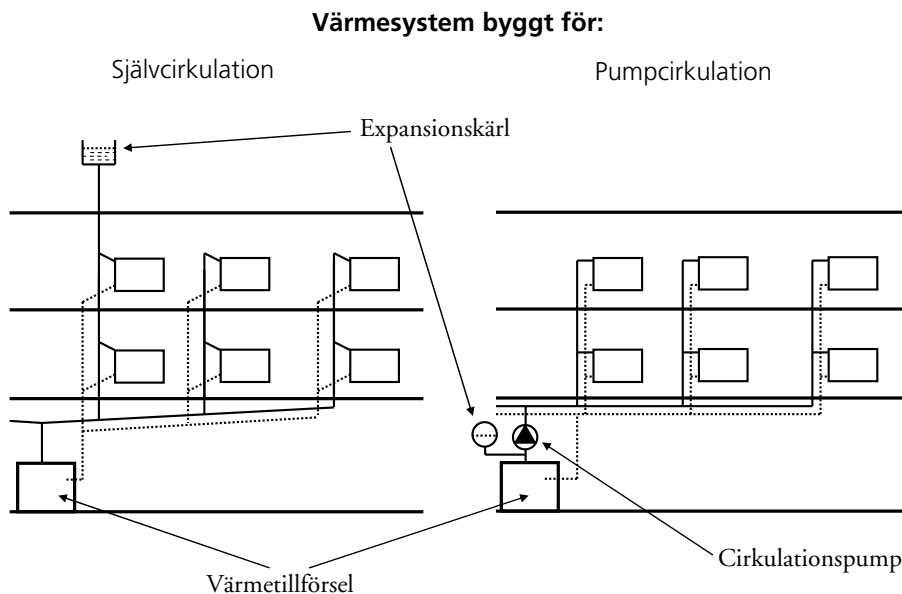 Värmesystem byggt för:
Självcirkulation
Pumpcirkulation
Expansionskärl
Cirkulationspump
Värmetillförsel